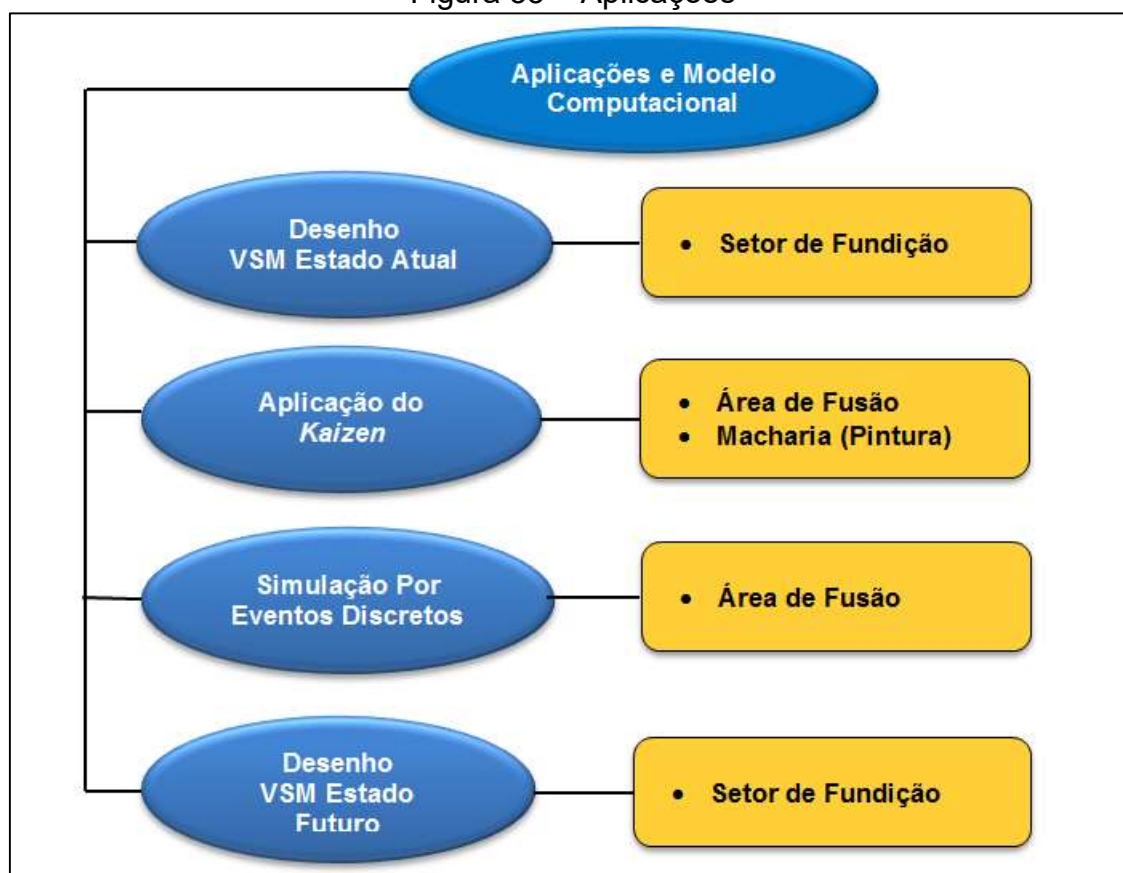 Aplicações
Aplicações e Modelo
Computacional
Desenho
VSM Estado Atual
• Setor de Fundição
Aplicação do
Kaizen
• Área de Fusão
• Macharia (Pintura)
Simulação Por
Eventos Discretos
• Área de Fusão
Desenho
VSM Estado
Futuro
• Setor de Fundição